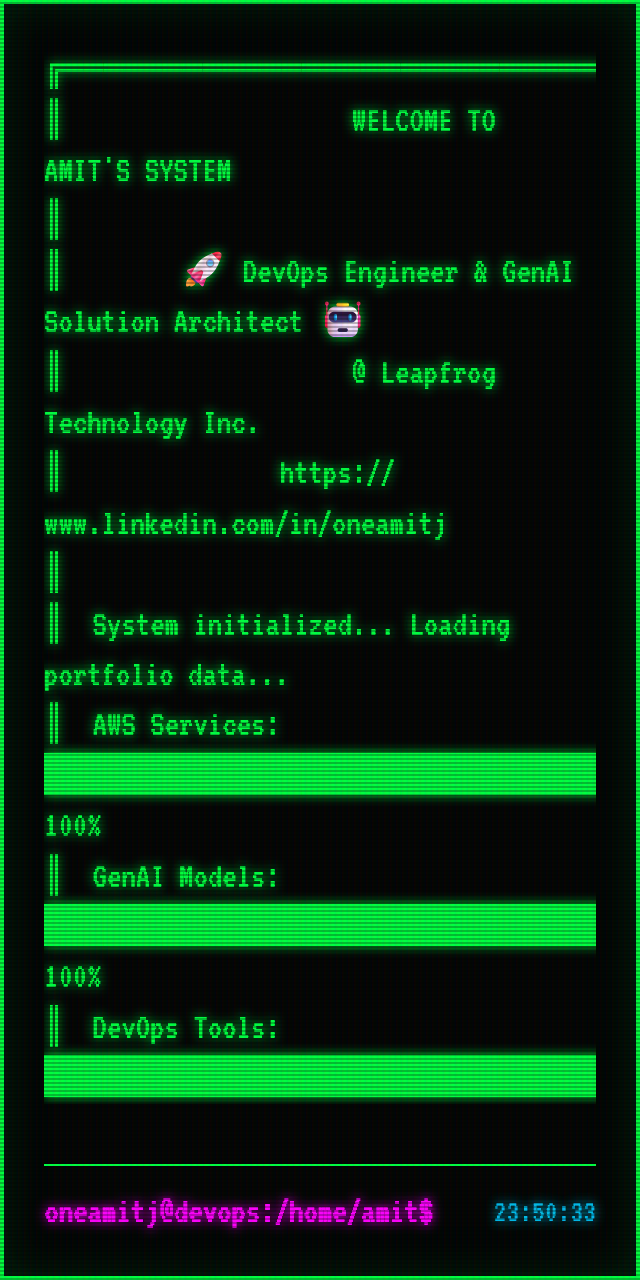 WELCOME TO
AMIT'S SYSTEM
🚀 DevOps Engineer & GenAI
Solution Architect 🤖
@ Leapfrog
Technology Inc.
https://
www.linkedin.com/in/oneamitj
System initialized... Loading
portfolio data...
AWS Services:
100%
GenAI Models:
100%
DevOps Tools:
oneamitj@devops:/home/amit$ 23:50:33